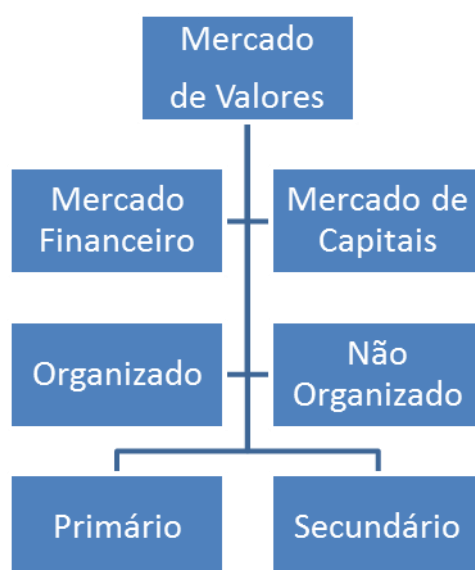 Mercado
de Valores
Mercado
Financeiro
Mercado de
Capitais
Organizado
Não
Organizado
Primário
Secundário